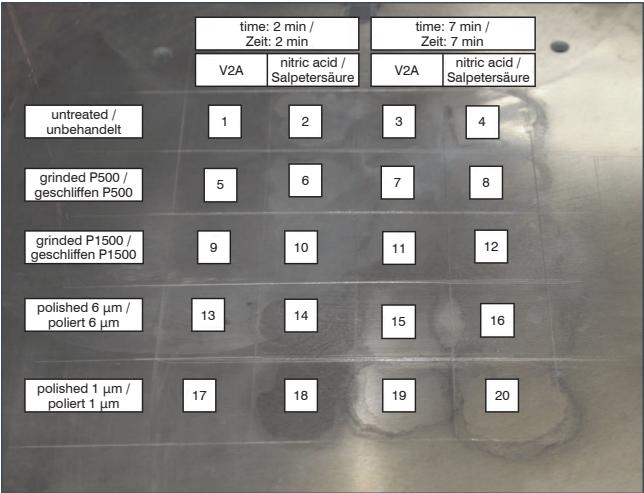 time: 2 min /
Zeit: 2 min
time: 7 min /
Zeit: 7 min
V2A
nitric acid /
Salpetersäure
V2A
nitric acid /
Salpetersäure
untreated /
unbehandelt
1
2
3
4
grinded P500 /
geschliffen P500
5
6
7
8
grinded P1500 /
geschliffen P1500
9
10
11
12
polished 6 µm /
poliert 6 µm
13
14
15
16
polished 1 µm /
poliert 1 µm
17
18
19
20